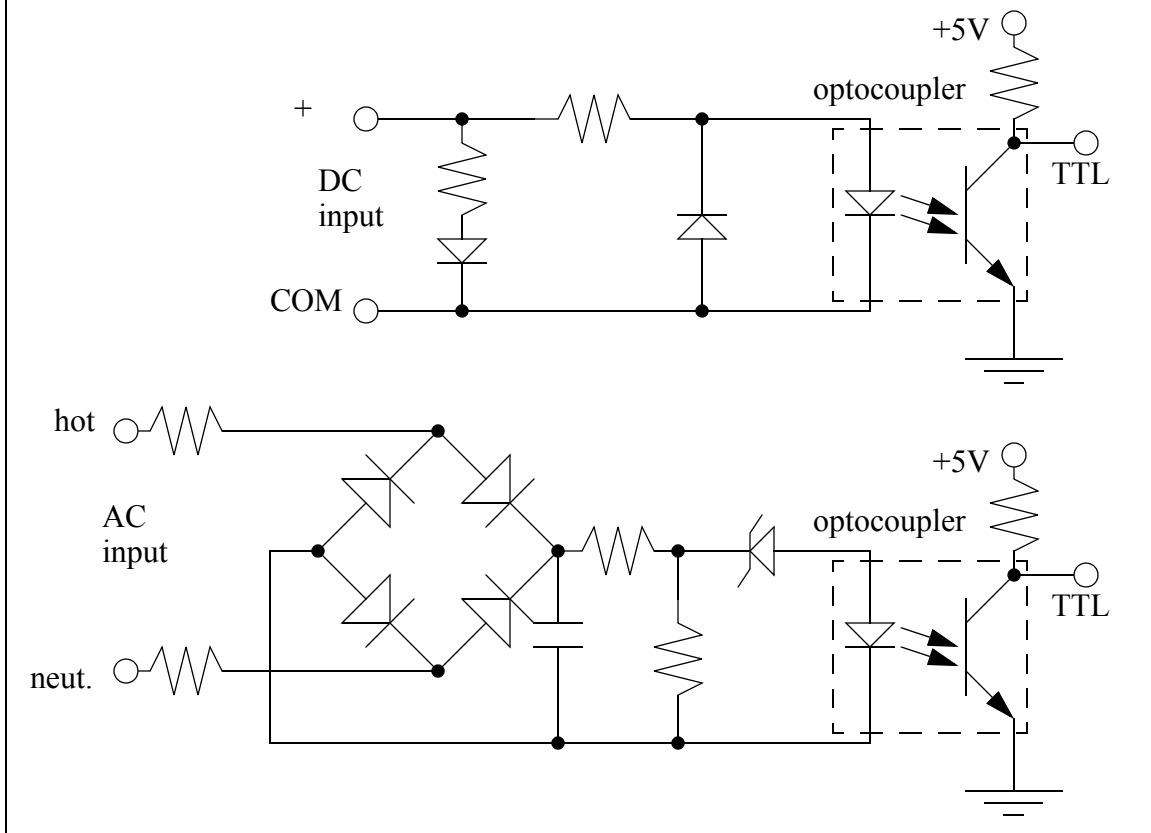 +5V
optocoupler
+
TTL
DC
input
COM
hot
+5V
AC
input
optocoupler
TTL
neut.